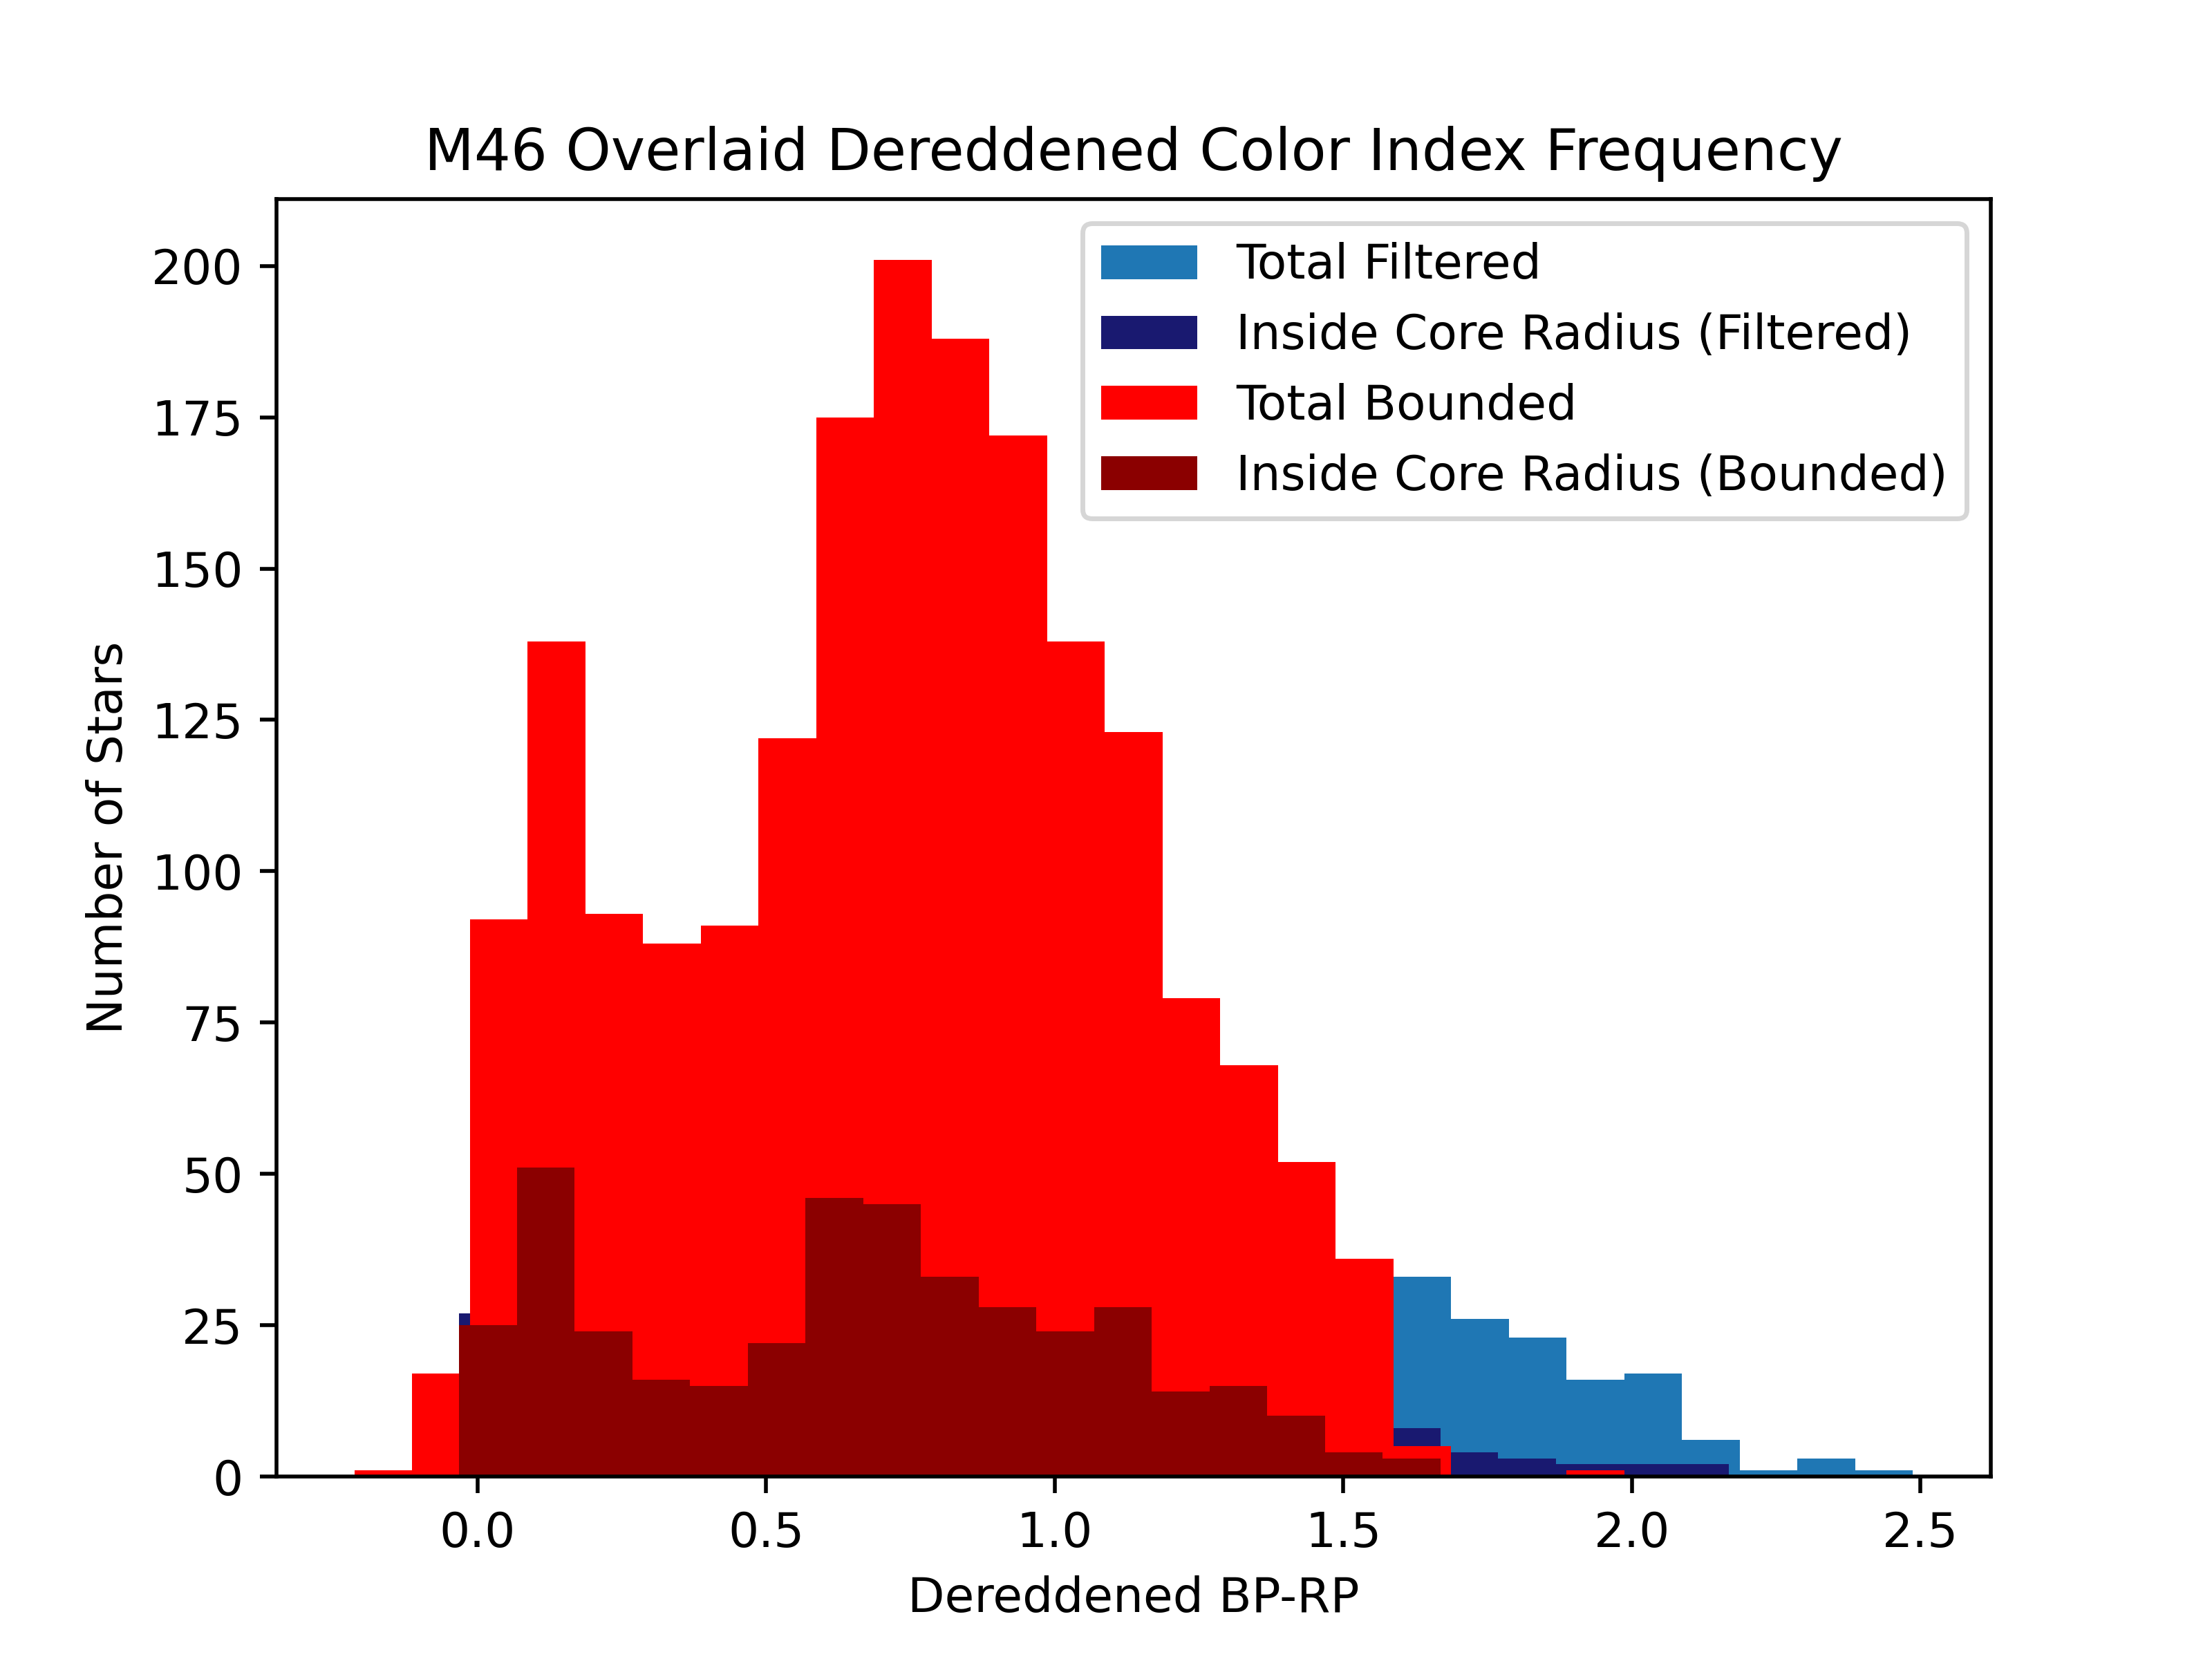 M46 Overlaid Dereddened Color Index Frequency
Total Filtered
Inside Core Radius (Filtered)
Total Bounded
Inside Core Radius (Bounded)
Number of Stars
200
175
150
125
100
75
50
25
0
0.0 0.5 1.0 1.5 2.0 2.5
Dereddened BP-RP